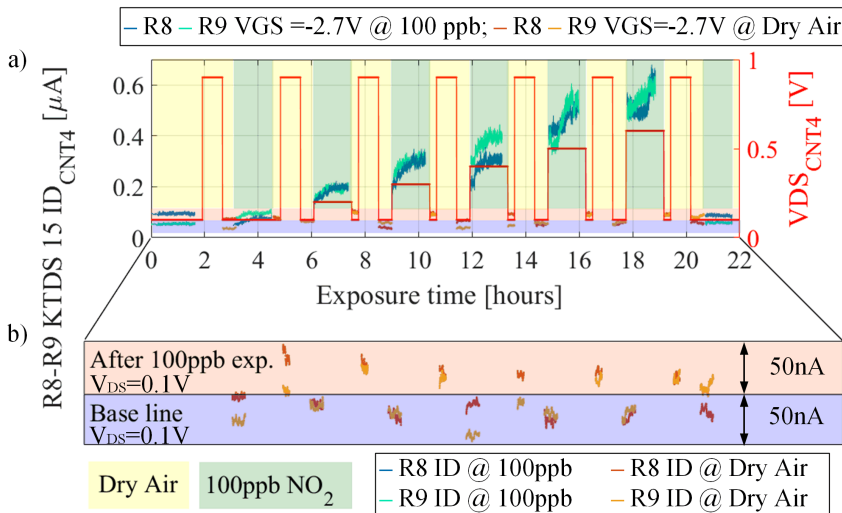 R8 R9 VGS =-2.7V @ 100 ppb; R8 R9 VGS=-2.7V @ Dry Air
a)
R8-R9 KTDS 15 ID_CNT4 [μA]
0.6
0.4
0.2
0
1
0.5
0
VDS_CNT4 [V]
0 2 4 6 8 10 12 14 16 18 20 22
Exposure time [hours]
b)
After 100ppb exp.
VDS=0.1V
50nA
Base line
VDS=0.1V
50nA
Dry Air
100ppb NO2
R8 ID @ 100ppb R8 ID @ Dry Air
R9 ID @ 100ppb R9 ID @ Dry Air